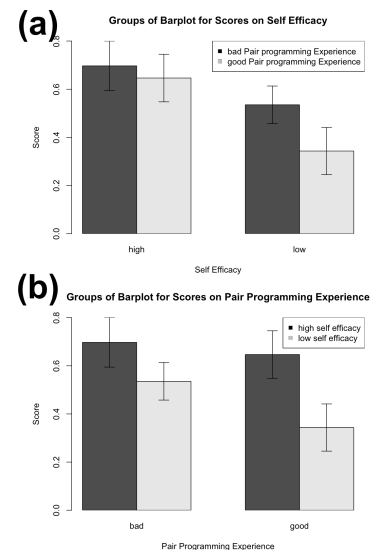 (a)
Groups of Barplot for Scores on Self Efficacy
bad Pair programming Experience
good Pair programming Experience
0.8
0.6
0.4
0.2
0.0
Score
high low
Self Efficacy
(b)
Groups of Barplot for Scores on Pair Programming Experience
high self efficacy
low self efficacy
0.8
0.6
0.4
0.2
0.0
Score
bad good
Pair Programming Experience